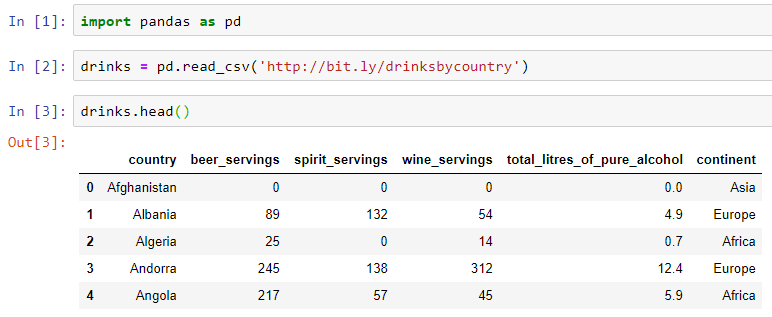 In [1]: import pandas as pd
In [2]: drinks = pd.read_csv('http://bit.ly/drinksbycountry')
In [3]: drinks.head()
Out[3]:
country beer_servings spirit_servings wine_servings total_litres_of_pure_alcohol continent
0 Afghanistan 0 0 0 0.0 Asia
1 Albania 89 132 54 4.9 Europe
2 Algeria 25 0 14 0.7 Africa
3 Andorra 245 138 312 12.4 Europe
4 Angola 217 57 45 5.9 Africa